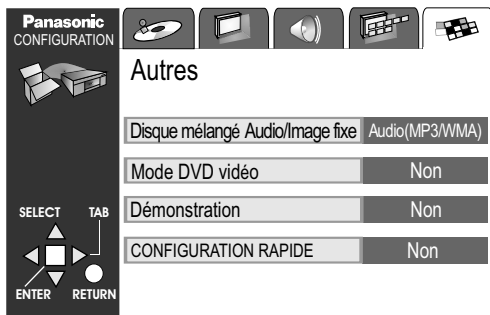 Panasonic
CONFIGURATION
Autres
Disque mélangé Audio/Image fixe Audio(MP3/WMA)
Mode DVD vidéo Non
Démonstration Non
CONFIGURATION RAPIDE Non
SELECT TAB
ENTER RETURN